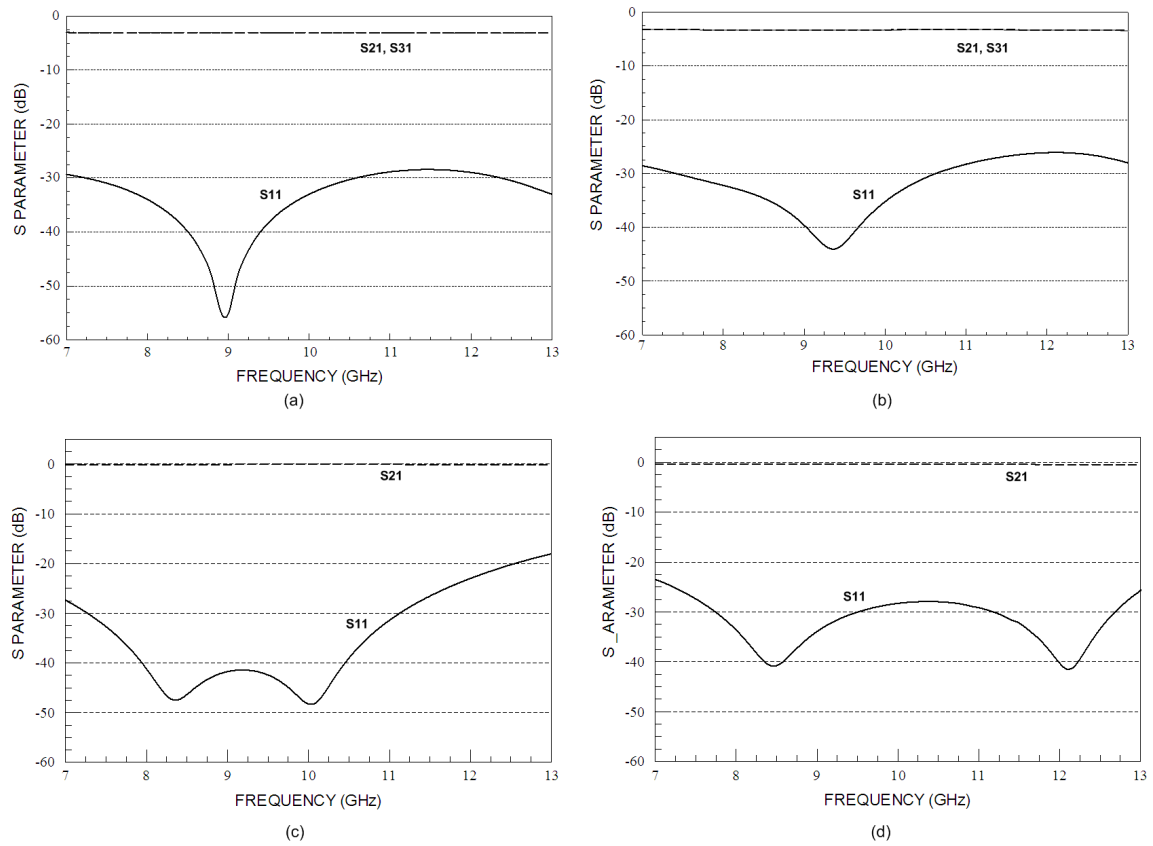 0
-10
-20
-30
-40
-50
-60
S PARAMETER (dB)
S21, S31
S11
7 8 9 10 11 12 13
FREQUENCY (GHz)
(a)
0
-10
-20
-30
-40
-50
-60
S PARAMETER (dB)
S21, S31
S11
7 8 9 10 11 12 13
FREQUENCY (GHz)
(b)
0
-10
-20
-30
-40
-50
-60
S PARAMETER (dB)
S21
S11
7 8 9 10 11 12 13
FREQUENCY (GHz)
(c)
0
-10
-20
-30
-40
-50
-60
S_ARAMETER (dB)
S21
S11
7 8 9 10 11 12 13
FREQUENCY (GHz)
(d)